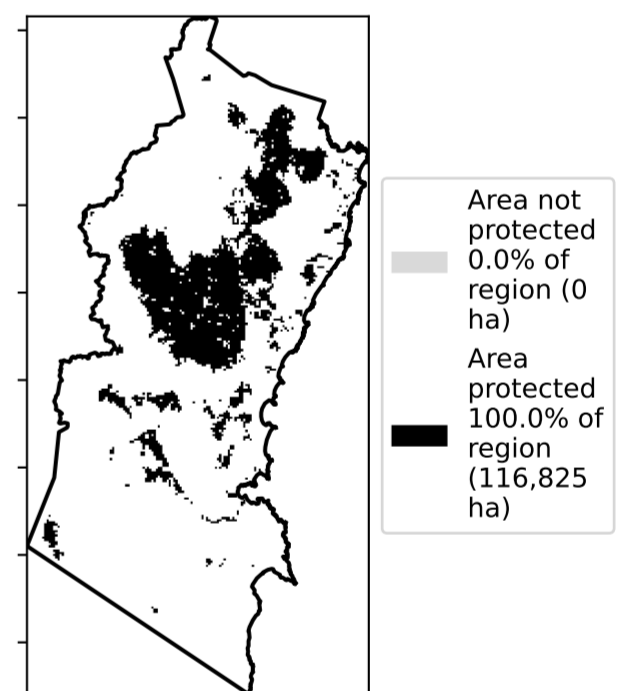 Area not
protected
0.0% of
region (0
ha)
Area
protected
100.0% of
region
(116,825
ha)